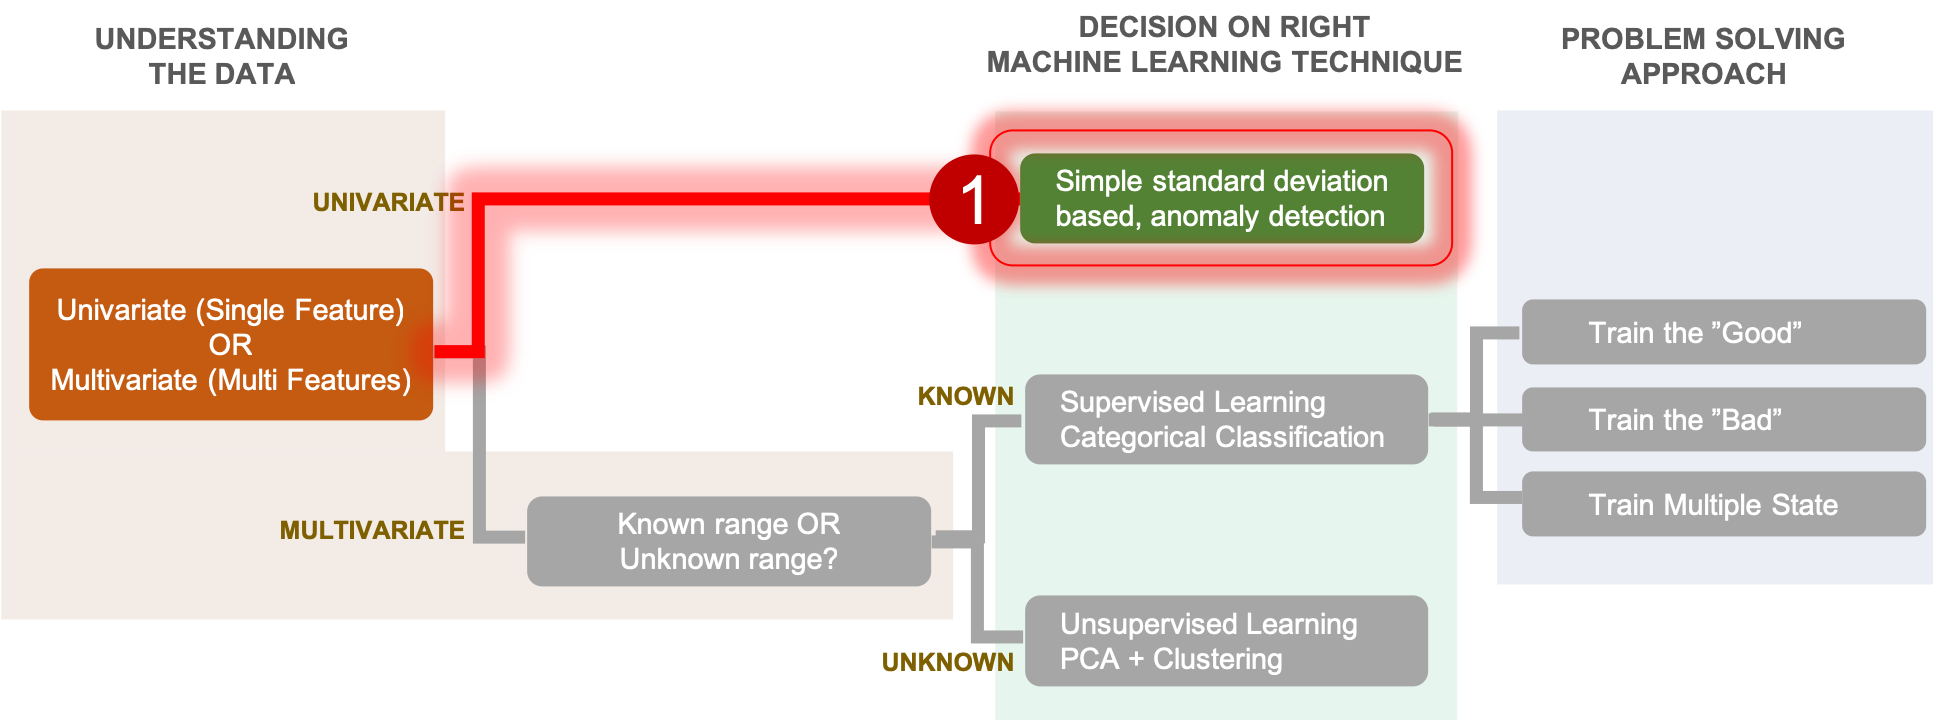 UNDERSTANDING
THE DATA
DECISION ON RIGHT
MACHINE LEARNING TECHNIQUE
PROBLEM SOLVING
APPROACH
UNIVARIATE
1
Simple standard deviation
based, anomaly detection
Univariate (Single Feature)
OR
Multivariate (Multi Features)
MULTIVARIATE
Known range OR
Unknown range?
KNOWN
Supervised Learning
Categorical Classification
UNKNOWN
Unsupervised Learning
PCA + Clustering
Train the ”Good”
Train the ”Bad”
Train Multiple State